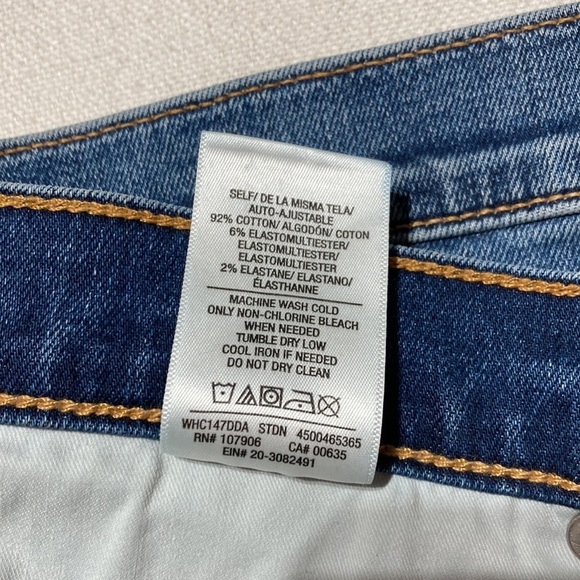 SELF/ DE LA MISMA TELA/
AUTO-AJUSTABLE
92% COTTON/ ALGODÓN/ COTON
6% ELASTOMULTIESTER/
ELASTOMULTIESTER/
ELASTOMULTIESTER
2% ELASTANE/ ELASTANO/
ÉLASTHANNE
MACHINE WASH COLD
ONLY NON-CHLORINE BLEACH
WHEN NEEDED
TUMBLE DRY LOW
COOL IRON IF NEEDED
DO NOT DRY CLEAN
WHC147DDA STDN 4500465365
RN# 107906 CA# 00635
EIN# 20-3082491